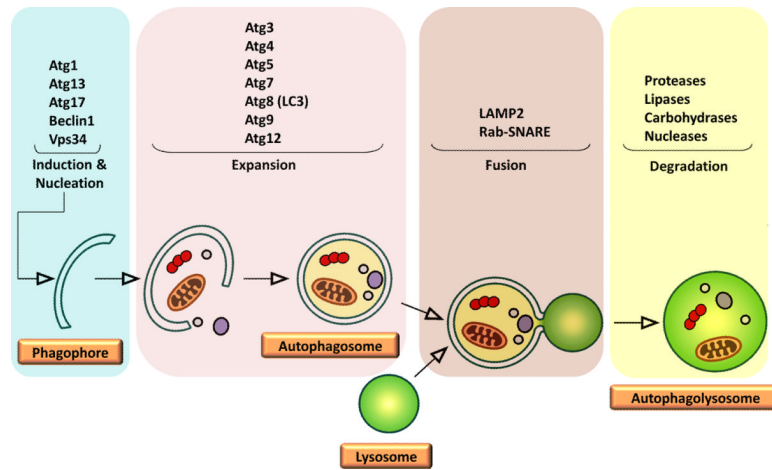 Atg1
Atg13
Atg17
Beclin1
Vps34
Induction &
Nucleation
Phagophore
Atg3
Atg4
Atg5
Atg7
Atg8 (LC3)
Atg9
Atg12
Expansion
Autophagosome
LAMP2
Rab-SNARE
Fusion
Lysosome
Proteases
Lipases
Carbohydrases
Nucleases
Degradation
Autophagolysosome